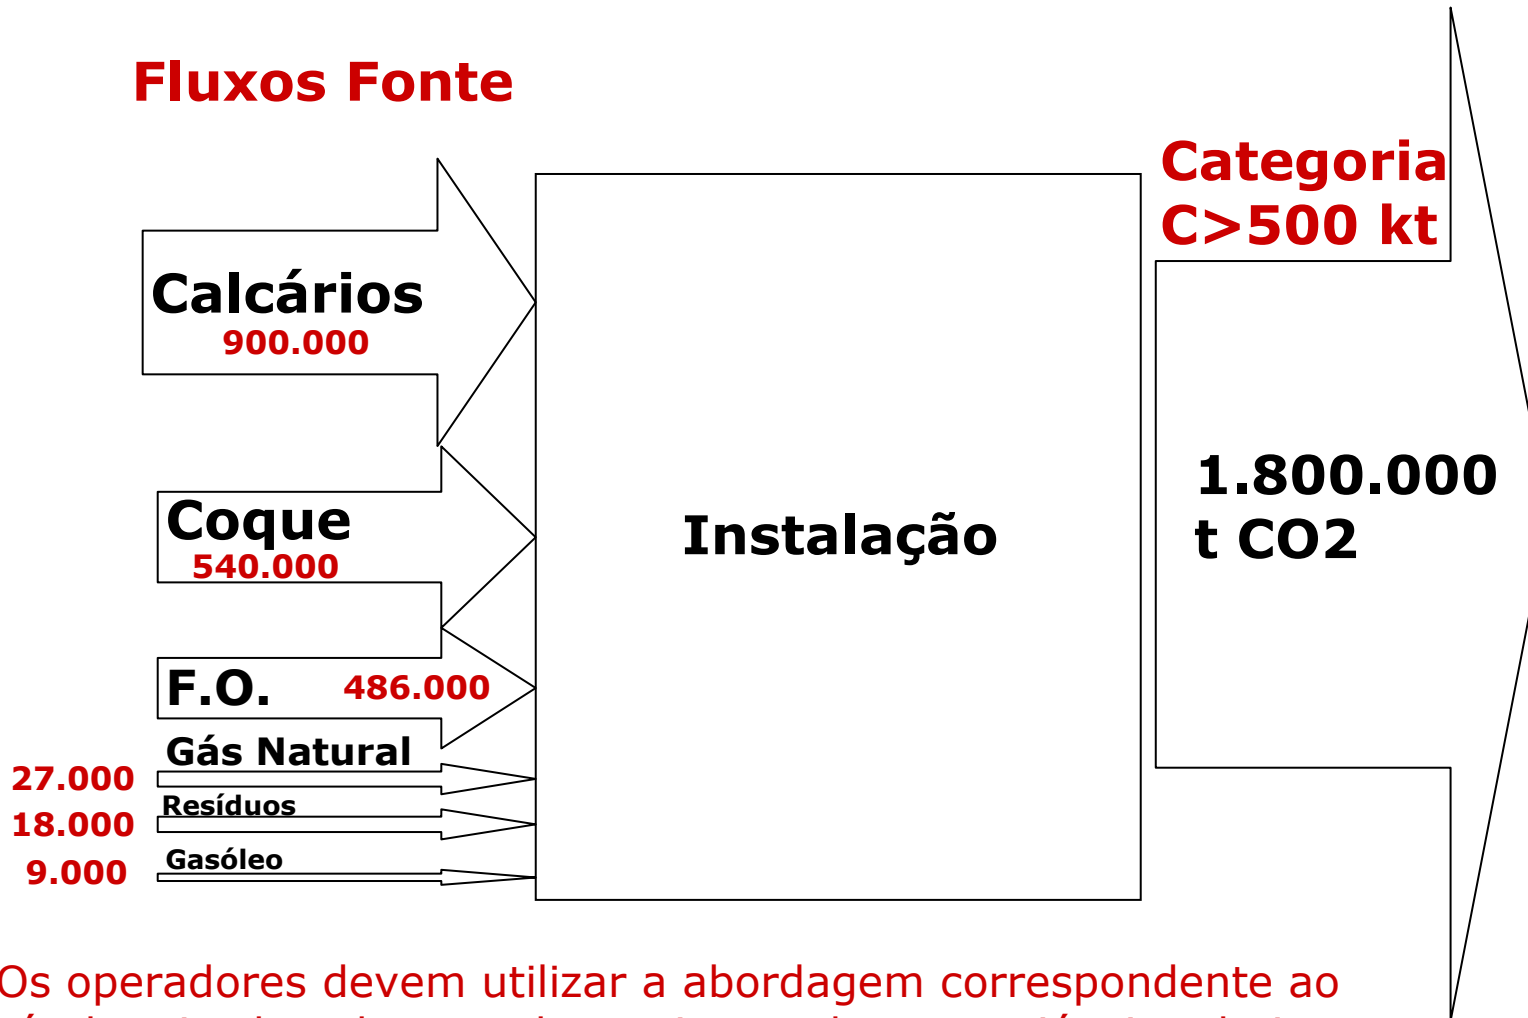 Fluxos Fonte
Categoria
C>500 kt
Calcários
900.000
Coque
540.000
F.O. 486.000
Gás Natural
27.000
Resíduos
18.000
Gasóleo
9.000
Instalação
1.800.000
t CO2
Os operadores devem utilizar a abordagem correspondente ao